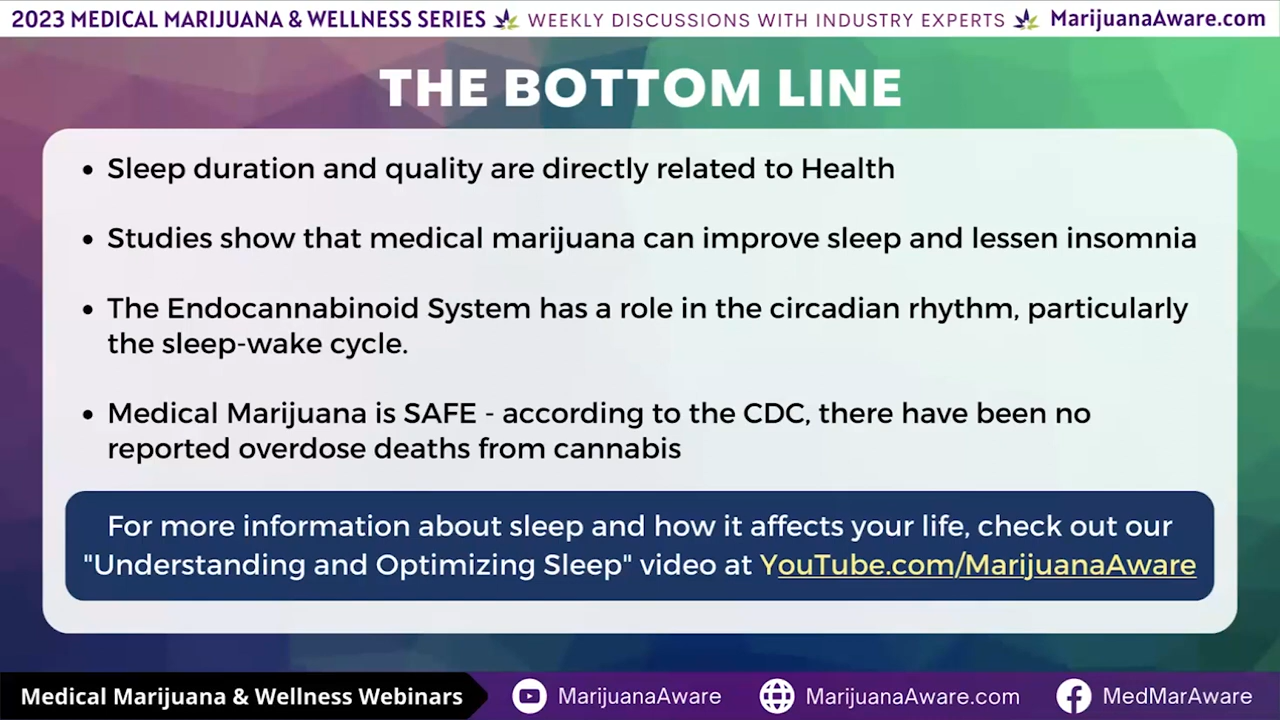 2023 MEDICAL MARIJUANA & WELLNESS SERIES WEEKLY DISCUSSIONS WITH INDUSTRY EXPERTS MarijuanaAware.com
THE BOTTOM LINE
• Sleep duration and quality are directly related to Health
• Studies show that medical marijuana can improve sleep and lessen insomnia
• The Endocannabinoid System has a role in the circadian rhythm, particularly
the sleep-wake cycle.
• Medical Marijuana is SAFE - according to the CDC, there have been no
reported overdose deaths from cannabis
For more information about sleep and how it affects your life, check out our
"Understanding and Optimizing Sleep" video at YouTube.com/MarijuanaAware
Medical Marijuana & Wellness Webinars MarijuanaAware MarijuanaAware.com MedMarAware